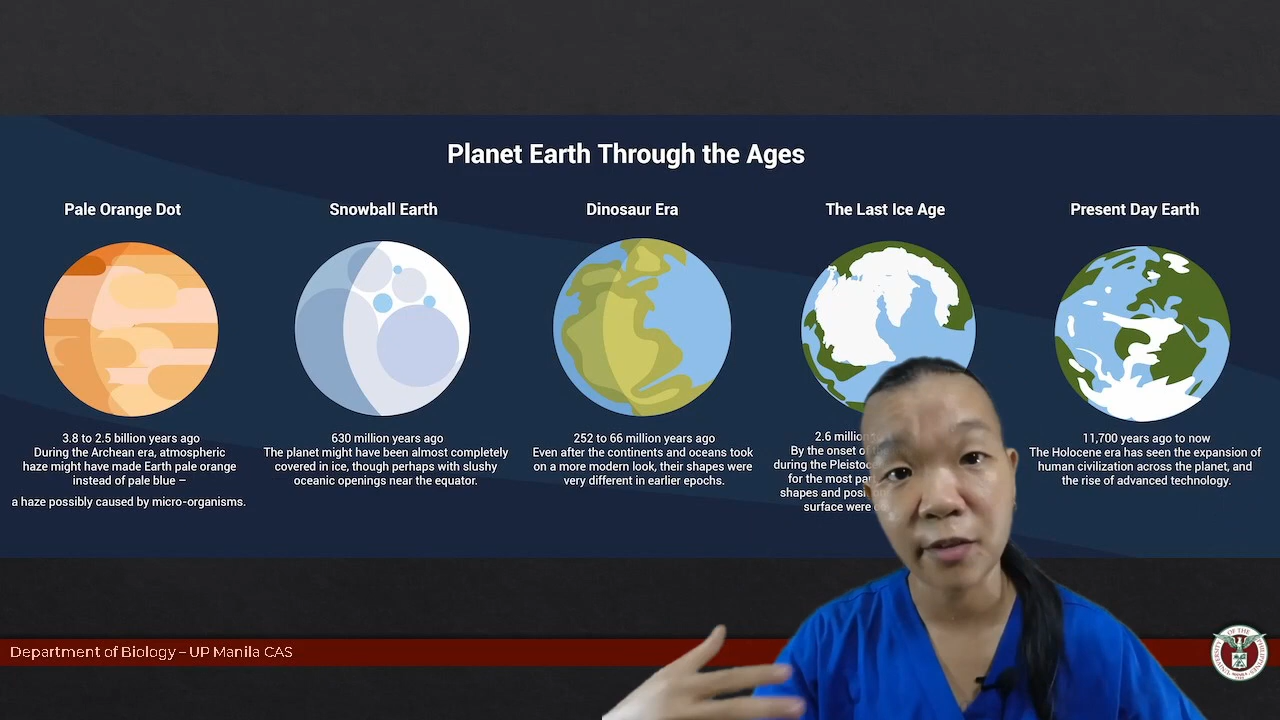 Planet Earth Through the Ages
Pale Orange Dot
Snowball Earth
Dinosaur Era
The Last Ice Age
Present Day Earth
3.8 to 2.5 billion years ago
During the Archean era, atmospheric
haze might have made Earth pale orange
instead of pale blue –
a haze possibly caused by micro-organisms.
630 million years ago
The planet might have been almost completely
covered in ice, though perhaps with slushy
oceanic openings near the equator.
252 to 66 million years ago
Even after the continents and oceans took
on a more modern look, their shapes were
very different in earlier epochs.
2.6 million
By the onset
during the
for the most
shapes and
surface were
11,700 years ago to now
The Holocene era has seen the expansion of
human civilization across the planet, and
the rise of advanced technology.
Department of Biology – UP Manila CAS